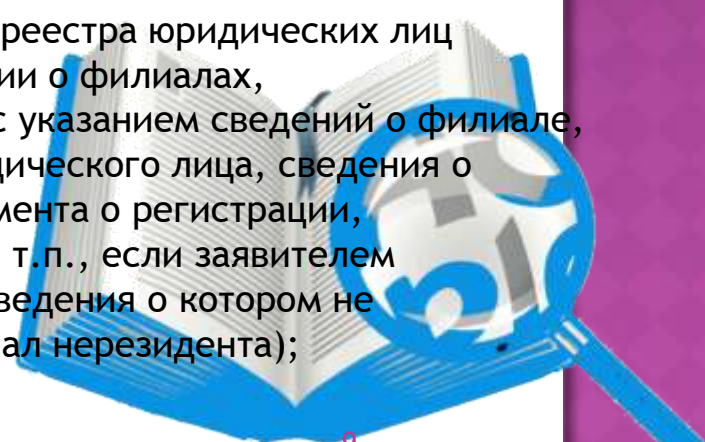 реестра юридических лиц
ии о филиалах,
с указанием сведений о филиале,
дического лица, сведения о
мента о регистрации,
т.п., если заявителем
ведения о котором не
ал нерезидента);